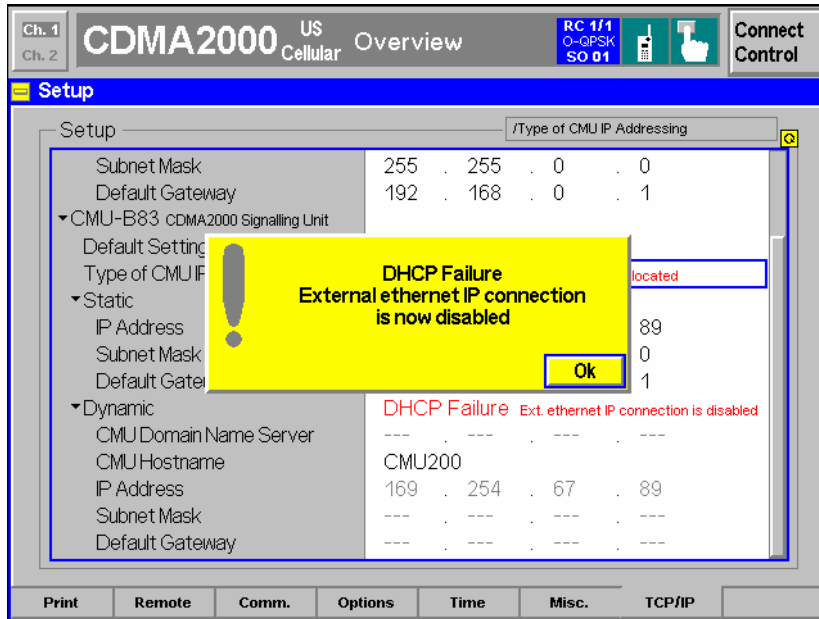 Ch. 1
Ch. 2
CDMA2000 US Cellular Overview
RC 1/1
O-QPSK
SO 01
Connect
Control
Setup
Setup
/Type of CMU IP Addressing
Subnet Mask 255 . 255 . 0 . 0
Default Gateway 192 . 168 . 0 . 1
CMU-B83 CDMA2000 Signalling Unit
Default Setting
Type of CMU IP located
Static
IP Address 89
Subnet Mask 0
Default Gate 1
DHCP Failure
External ethernet IP connection
is now disabled
Ok
Dynamic DHCP Failure Ext. ethernet IP connection is disabled
CMU Domain Name Server --- . --- . --- . ---
CMU Hostname CMU200
IP Address 169 . 254 . 67 . 89
Subnet Mask --- . --- . --- . ---
Default Gateway --- . --- . --- . ---
Print Remote Comm. Options Time Misc. TCP/IP